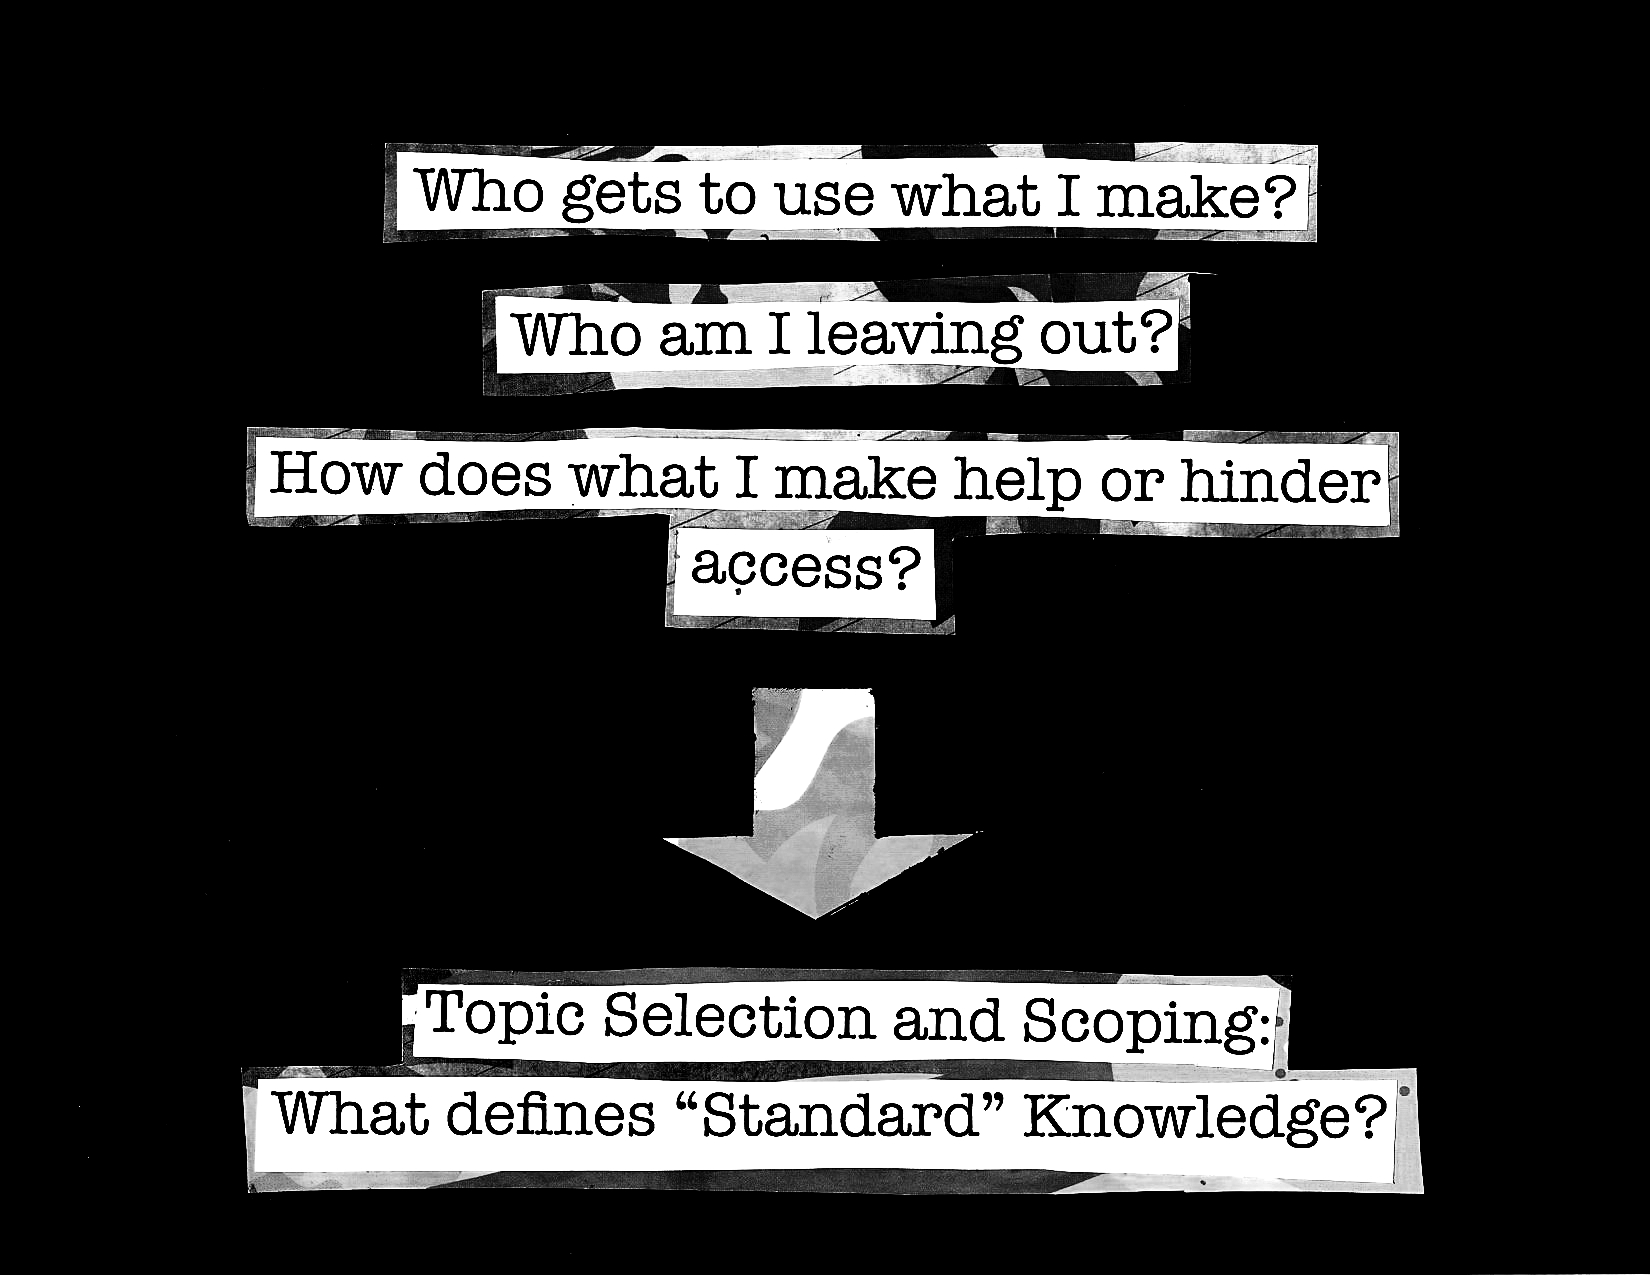 Who gets to use what I make?
Who am I leaving out?
How does what I make help or hinder
access?
Topic Selection and Scoping:
What defines “Standard” Knowledge?